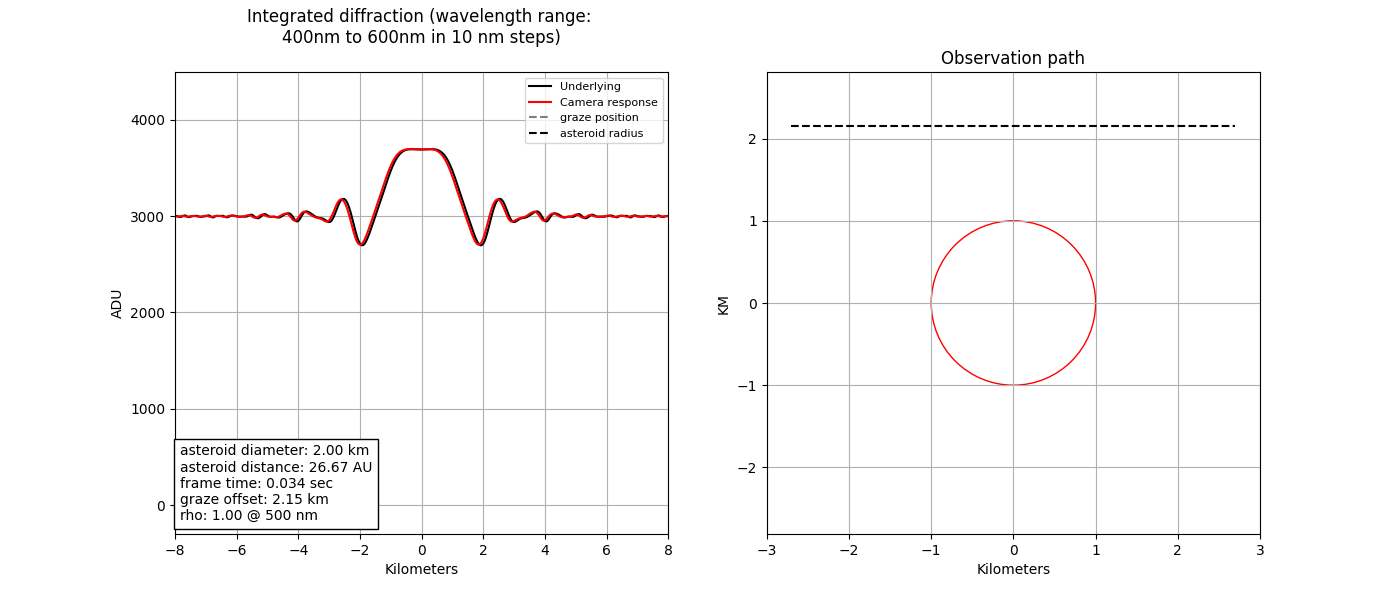 Integrated diffraction (wavelength range:
400nm to 600nm in 10 nm steps)
Underlying
Camera response
graze position
asteroid radius
4000
3000
2000
1000
0
ADU
asteroid diameter: 2.00 km
asteroid distance: 26.67 AU
frame time: 0.034 sec
graze offset: 2.15 km
rho: 1.00 @ 500 nm
−8 −6 −4 −2 0 2 4 6 8
Kilometers
Observation path
2
1
0
−1
−2
KM
−3 −2 −1 0 1 2 3
Kilometers